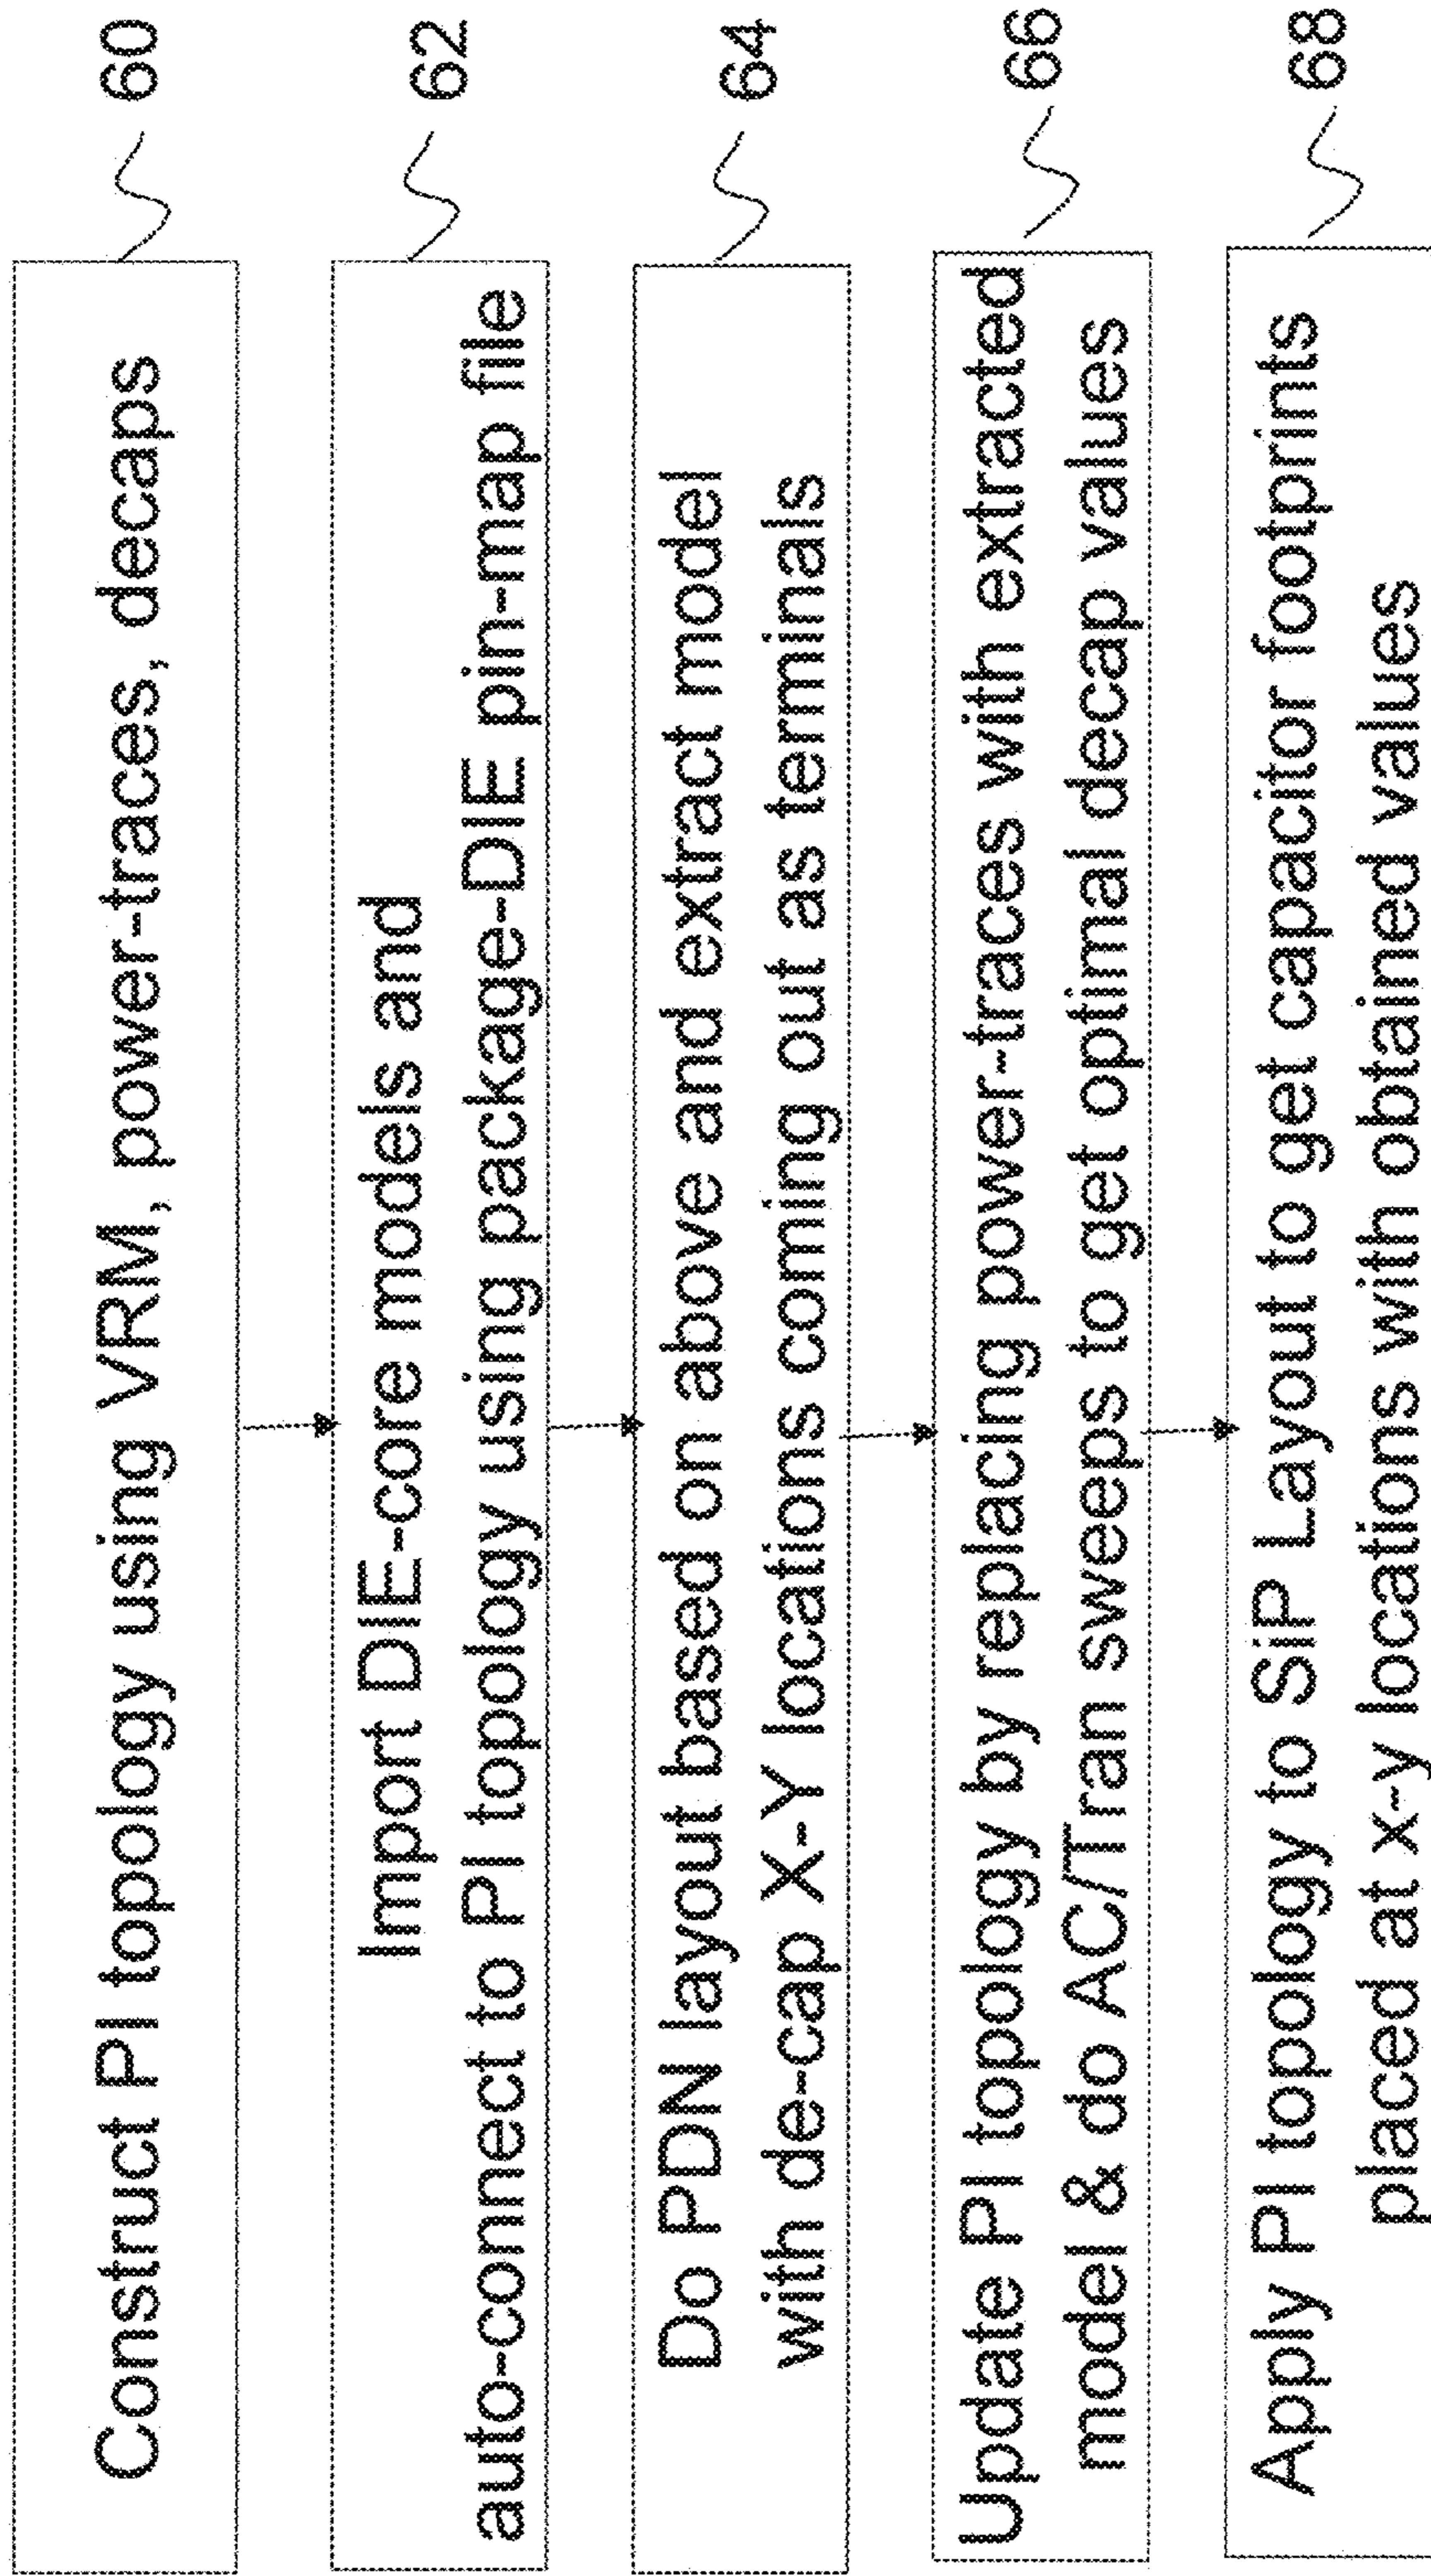 Construct PI topology using VRM, power-traces, decaps
60
Import DIE-core models and
auto-connect to PI topology using package-DIE pin-map file
62
Do PDN layout based on above and extract model
with de-cap X-Y locations coming out as terminals
64
Update PI topology by replacing power-traces with extracted
model & do AC/Tran sweeps to get optimal decap values
66
Apply PI topology to SiP Layout to get capacitor footprints
placed at x-y locations with obtained values
68